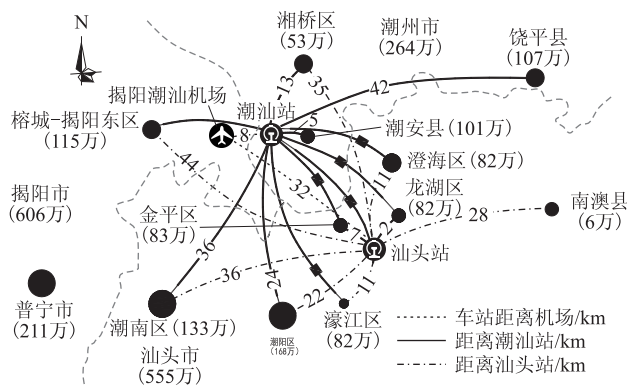 N
湘桥区
(53万)
潮州市
(264万)
饶平县
(107万)
13
35
42
揭阳潮汕机场
潮汕站
榕城-揭阳东区
(115万)
8
5
潮安县(101万)
澄海区(82万)
44
32
11
龙湖区
(82万)
揭阳市
(606万)
金平区
(83万)
7
2
28
南澳县
(6万)
汕头站
36
36
24
22
11
普宁市
(211万)
潮南区(133万)
潮阳区
(168万)
濠江区
(82万)
汕头市
(555万)
车站距离机场/km
距离潮汕站/km
距离汕头站/km